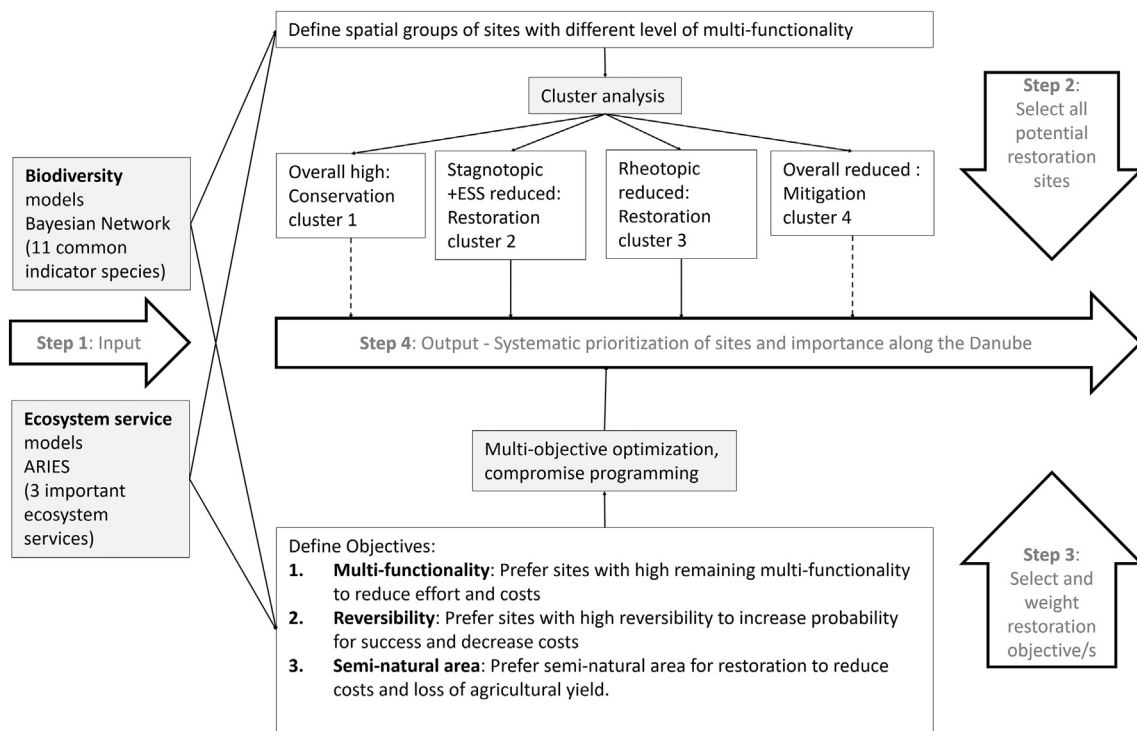 Define spatial groups of sites with different level of multi-functionality
Cluster analysis
Step 2:
Select all
potential
restoration
sites
Biodiversity
models
Bayesian Network
(11 common
indicator species)
Overall high:
Conservation
cluster 1
Stagnotopic
+ESS reduced:
Restoration
cluster 2
Rheotopic
reduced:
Restoration
cluster 3
Overall reduced :
Mitigation
cluster 4
Step 1: Input
Step 4: Output - Systematic prioritization of sites and importance along the Danube
Ecosystem service
models
ARIES
(3 important
ecosystem
services)
Multi-objective optimization,
compromise programming
Define Objectives:
1. Multi-functionality: Prefer sites with high remaining multi-functionality
to reduce effort and costs
2. Reversibility: Prefer sites with high reversibility to increase probability
for success and decrease costs
3. Semi-natural area: Prefer semi-natural area for restoration to reduce
costs and loss of agricultural yield.
Step 3:
Select and
weight
restoration
objective/s